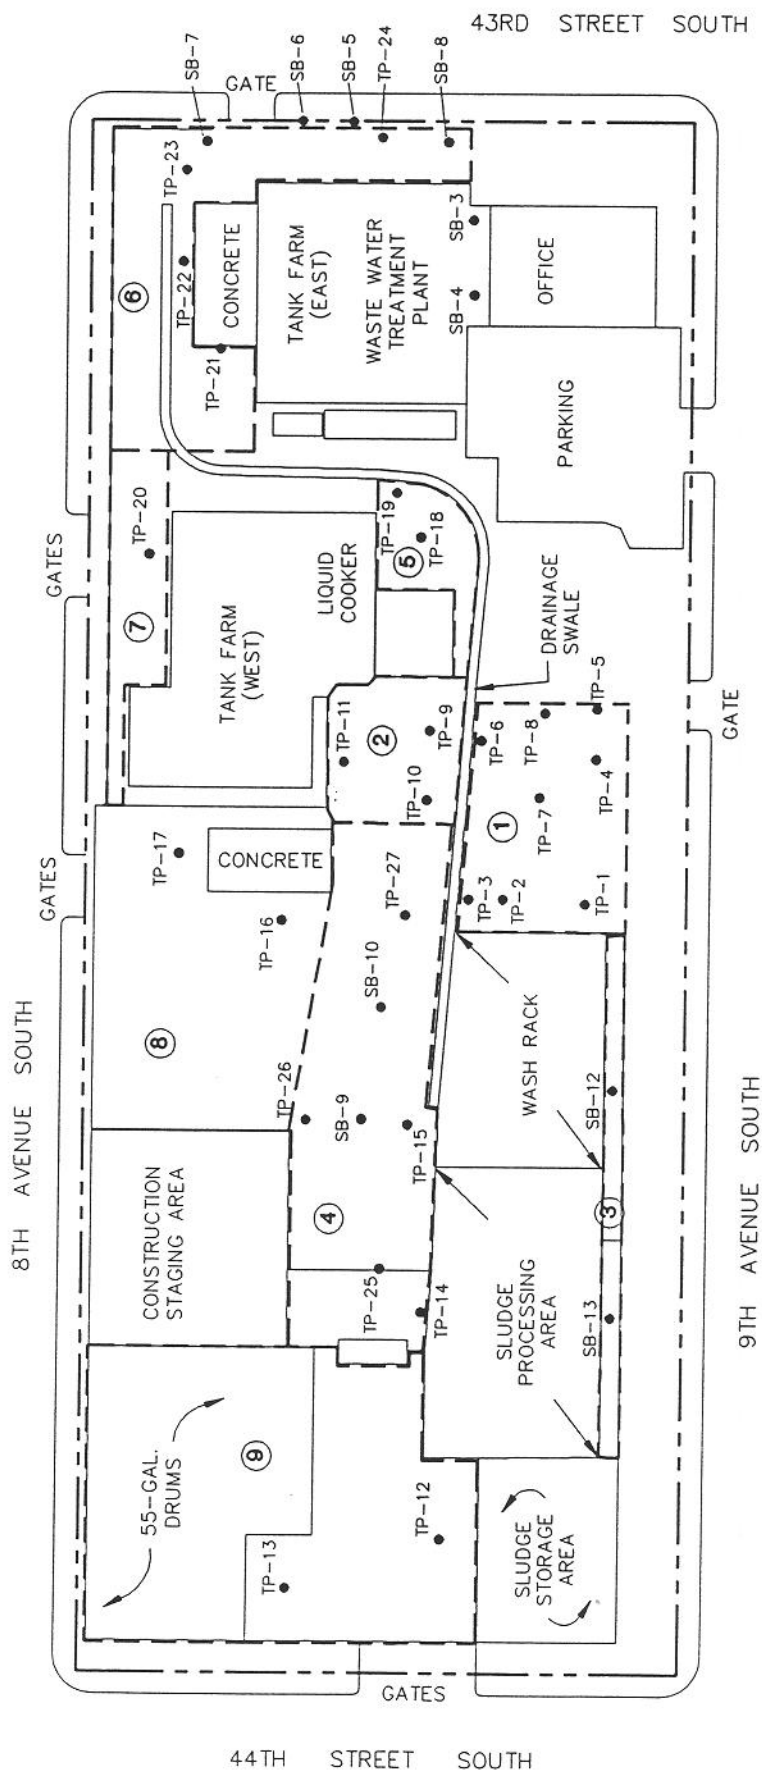 43RD STREET SOUTH
GATE
SB-7
SB-6
SB-5
TP-24
SB-8
TP-23
TP-22
TP-21
6
CONCRETE
TANK FARM
(EAST)
WASTE WATER
TREATMENT
PLANT
SB-3
SB-4
OFFICE
PARKING
GATES
TP-20
7
TANK FARM
(WEST)
LIQUID
COOKER
TP-19
TP-18
5
DRAINAGE
SWALE
GATE
TP-11
2
TP-9
TP-10
TP-6
TP-8
TP-5
TP-4
TP-7
1
TP-3
TP-2
TP-1
GATES
TP-17
CONCRETE
TP-16
TP-27
SB-10
8
TP-26
SB-9
TP-15
WASH RACK
SB-12
3
8TH AVENUE SOUTH
9TH AVENUE SOUTH
CONSTRUCTION
STAGING AREA
4
TP-25
TP-14
SLUDGE
PROCESSING
AREA
SB-13
55-GAL.
DRUMS
9
TP-13
TP-12
SLUDGE
STORAGE
AREA
GATES
44TH STREET SOUTH